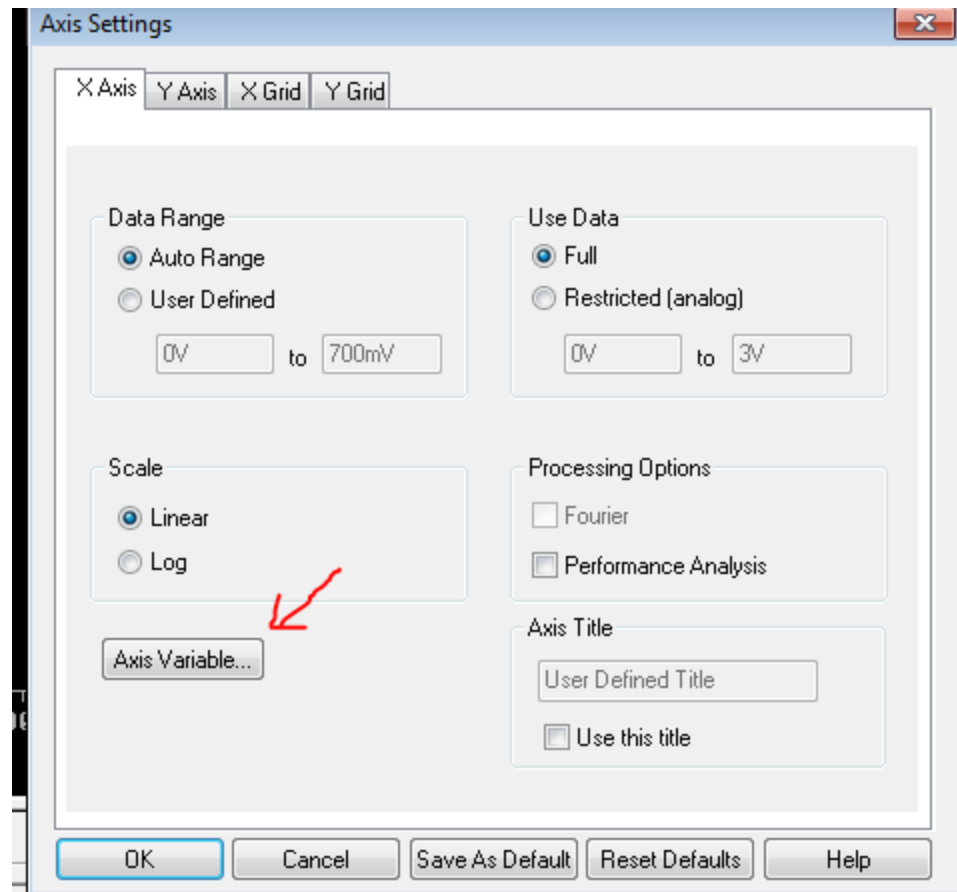 Axis Settings
X Axis Y Axis X Grid Y Grid
Data Range
Auto Range
User Defined
0V to 700mV
Use Data
Full
Restricted (analog)
0V to 3V
Scale
Linear
Log
Processing Options
Fourier
Performance Analysis
Axis Variable...
Axis Title
User Defined Title
Use this title
OK Cancel Save As Default Reset Defaults Help